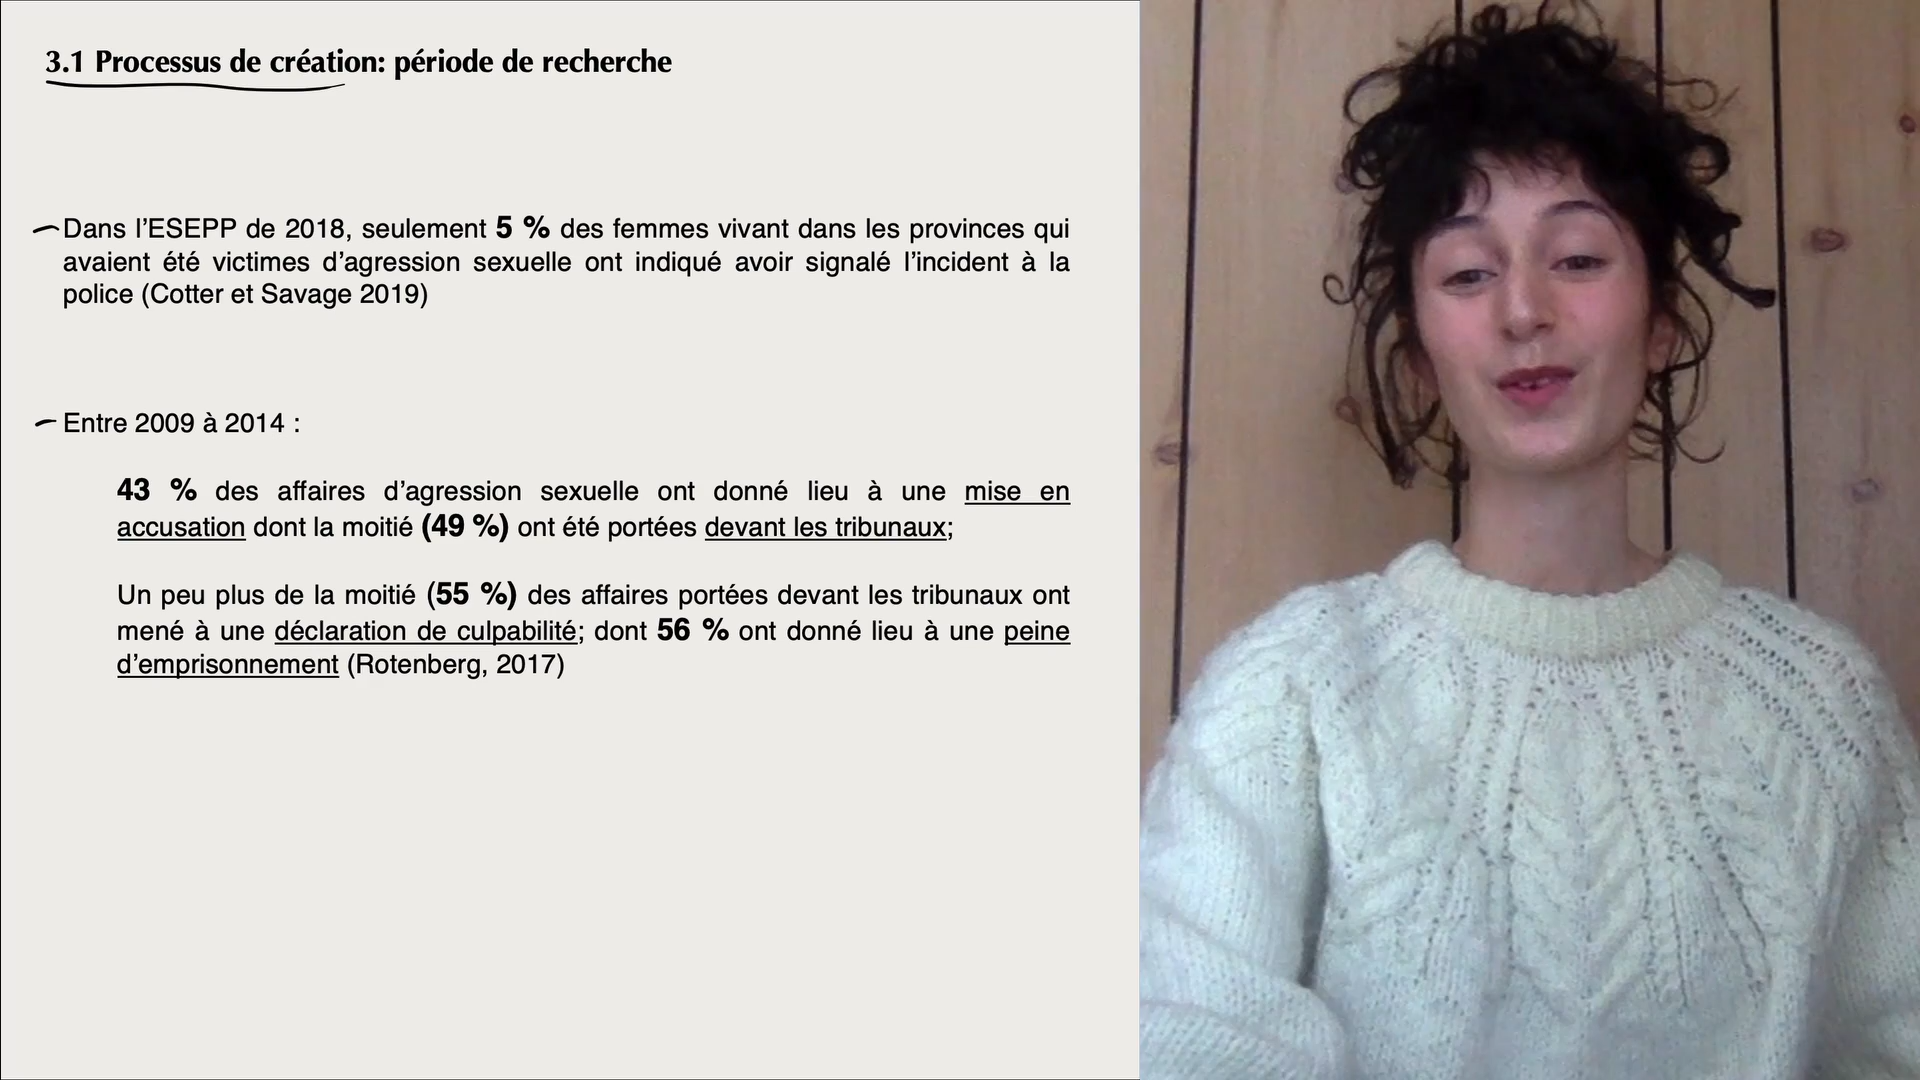 3.1 Processus de création: période de recherche
Dans l’ESEPP de 2018, seulement 5 % des femmes vivant dans les provinces qui
avaient été victimes d’agression sexuelle ont indiqué avoir signalé l’incident à la
police (Cotter et Savage 2019)
Entre 2009 à 2014 :
43 % des affaires d’agression sexuelle ont donné lieu à une mise en
accusation dont la moitié (49 %) ont été portées devant les tribunaux;
Un peu plus de la moitié (55 %) des affaires portées devant les tribunaux ont
mené à une déclaration de culpabilité; dont 56 % ont donné lieu à une peine
d’emprisonnement (Rotenberg, 2017)